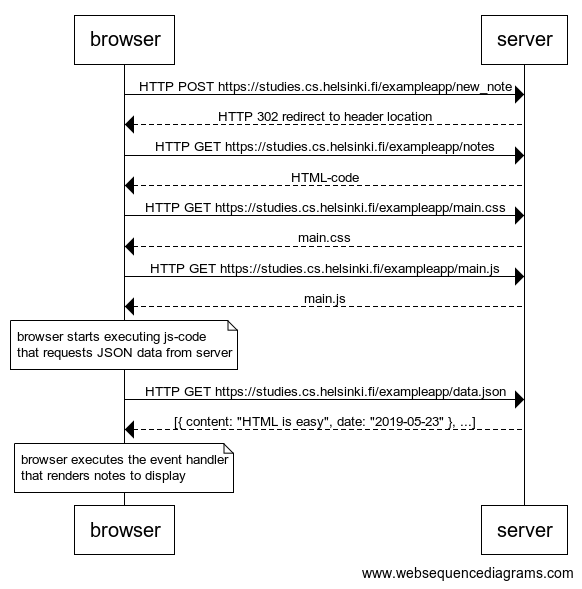 browser
server
HTTP POST https://studies.cs.helsinki.fi/exampleapp/new_note
HTTP 302 redirect to header location
HTTP GET https://studies.cs.helsinki.fi/exampleapp/notes
HTML-code
HTTP GET https://studies.cs.helsinki.fi/exampleapp/main.css
main.css
HTTP GET https://studies.cs.helsinki.fi/exampleapp/main.js
main.js
browser starts executing js-code
that requests JSON data from server
HTTP GET https://studies.cs.helsinki.fi/exampleapp/data.json
[{ content: "HTML is easy", date: "2019-05-23" }, ...]
browser executes the event handler
that renders notes to display
browser
server
www.websequencediagrams.com